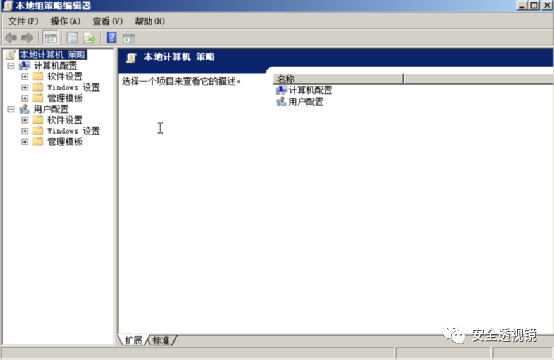 本地组策略编辑器
文件(F) 操作(A) 查看(V) 帮助(H)
本地计算机 策略
计算机配置
软件设置
Windows 设置
管理模板
用户配置
软件设置
Windows 设置
管理模板
本地计算机 策略
选择一个项目来查看它的描述。
名称
计算机配置
用户配置
扩展 标准
安全透视镜